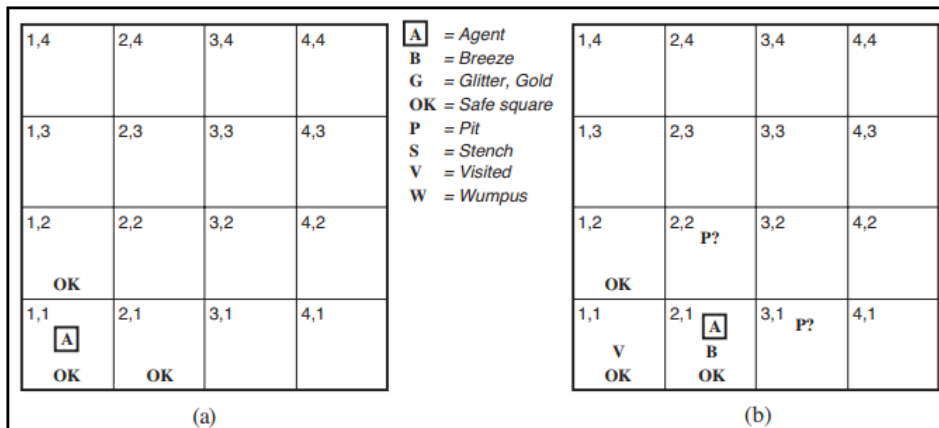 1,4 2,4 3,4 4,4
1,3 2,3 3,3 4,3
1,2 2,2 3,2 4,2
OK
1,1 2,1 3,1 4,1
A
OK OK
(a)
A = Agent
B = Breeze
G = Glitter, Gold
OK = Safe square
P = Pit
S = Stench
V = Visited
W = Wumpus
1,4 2,4 3,4 4,4
1,3 2,3 3,3 4,3
1,2 2,2 3,2 4,2
P?
OK
1,1 2,1 3,1 4,1
A P?
V B
OK OK
(b)